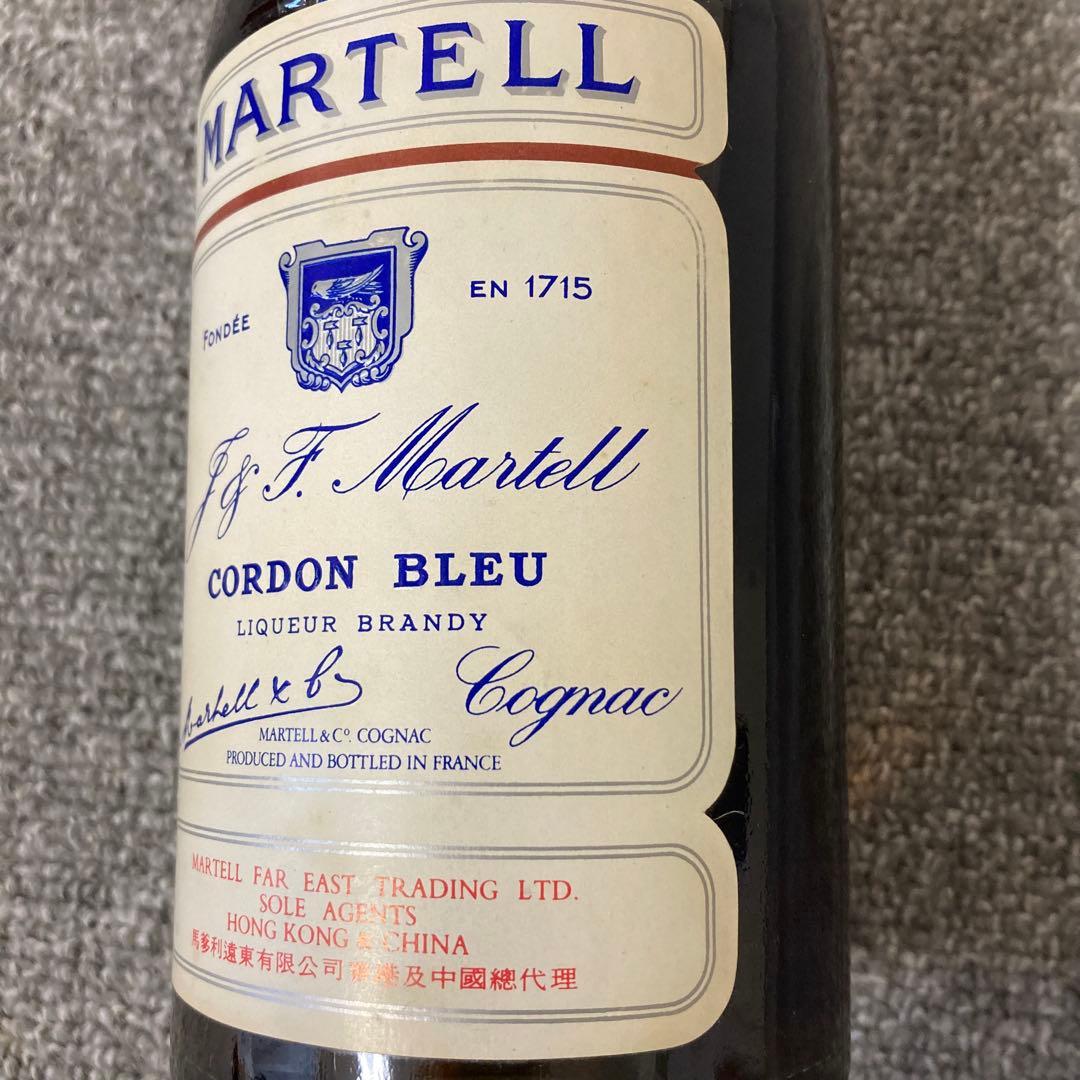 MARTELL
FONDÉE EN 1715
J & F. Martell
CORDON BLEU
LIQUEUR BRANDY
Martell & Co Cognac
MARTELL & Cº. COGNAC
PRODUCED AND BOTTLED IN FRANCE
MARTELL FAR EAST TRADING LTD.
SOLE AGENTS
HONG KONG & CHINA
馬爹利遠東有限公司香港及中國總代理